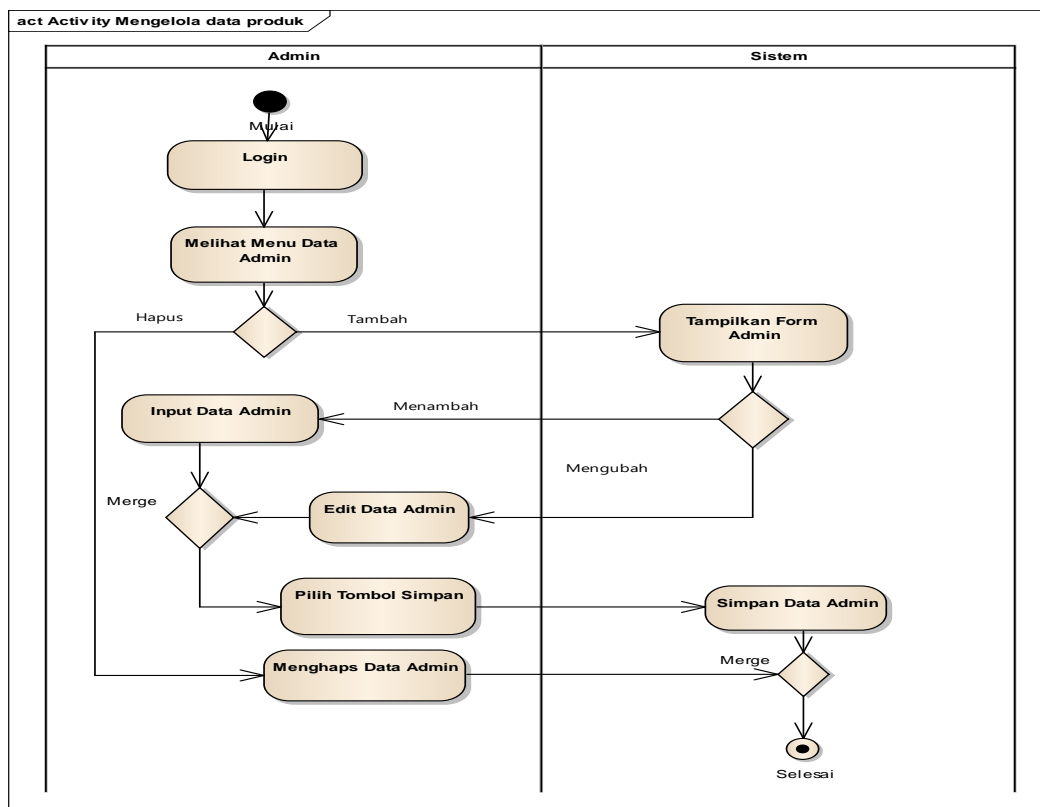 act Activity Mengelola data produk
Admin
Sistem
Mulai
Login
Melihat Menu Data
Admin
Hapus
Tambah
Tampilkan Form
Admin
Input Data Admin
Menambah
Mengubah
Merge
Edit Data Admin
Pilih Tombol Simpan
Simpan Data Admin
Menghaps Data Admin
Merge
Selesai